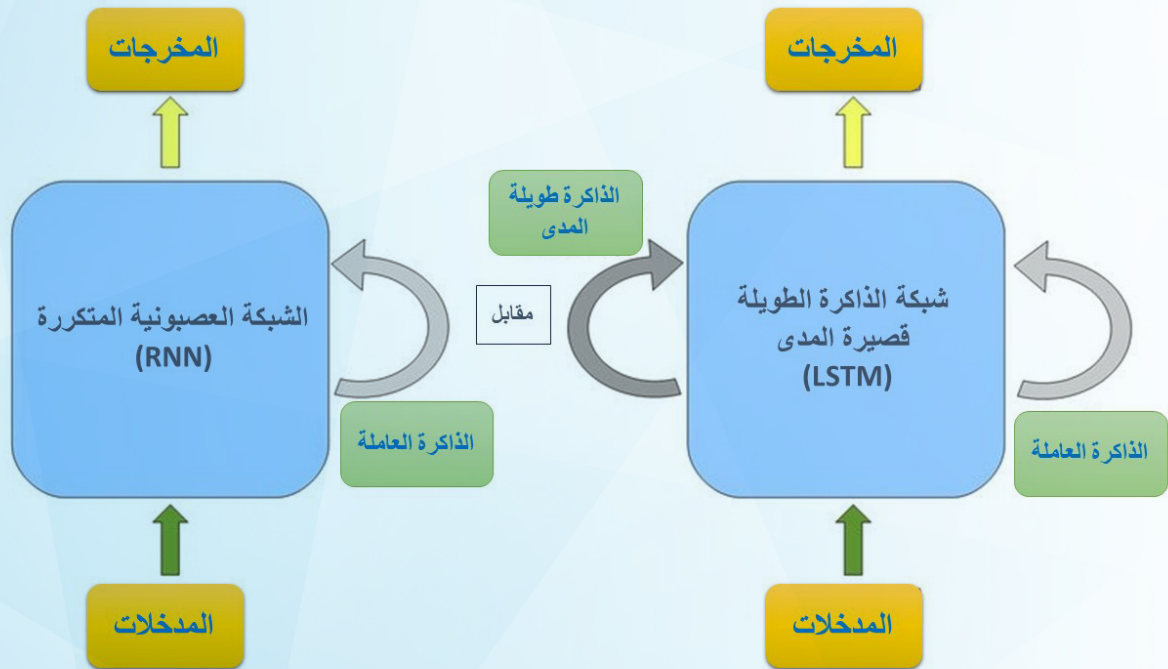 المخرجات
المخرجات
الذاكرة طويلة
المدى
الشبكة العصبونية المتكررة
(RNN)
مقابل
شبكة الذاكرة الطويلة
قصيرة المدى
(LSTM)
الذاكرة العاملة
الذاكرة العاملة
المدخلات
المدخلات